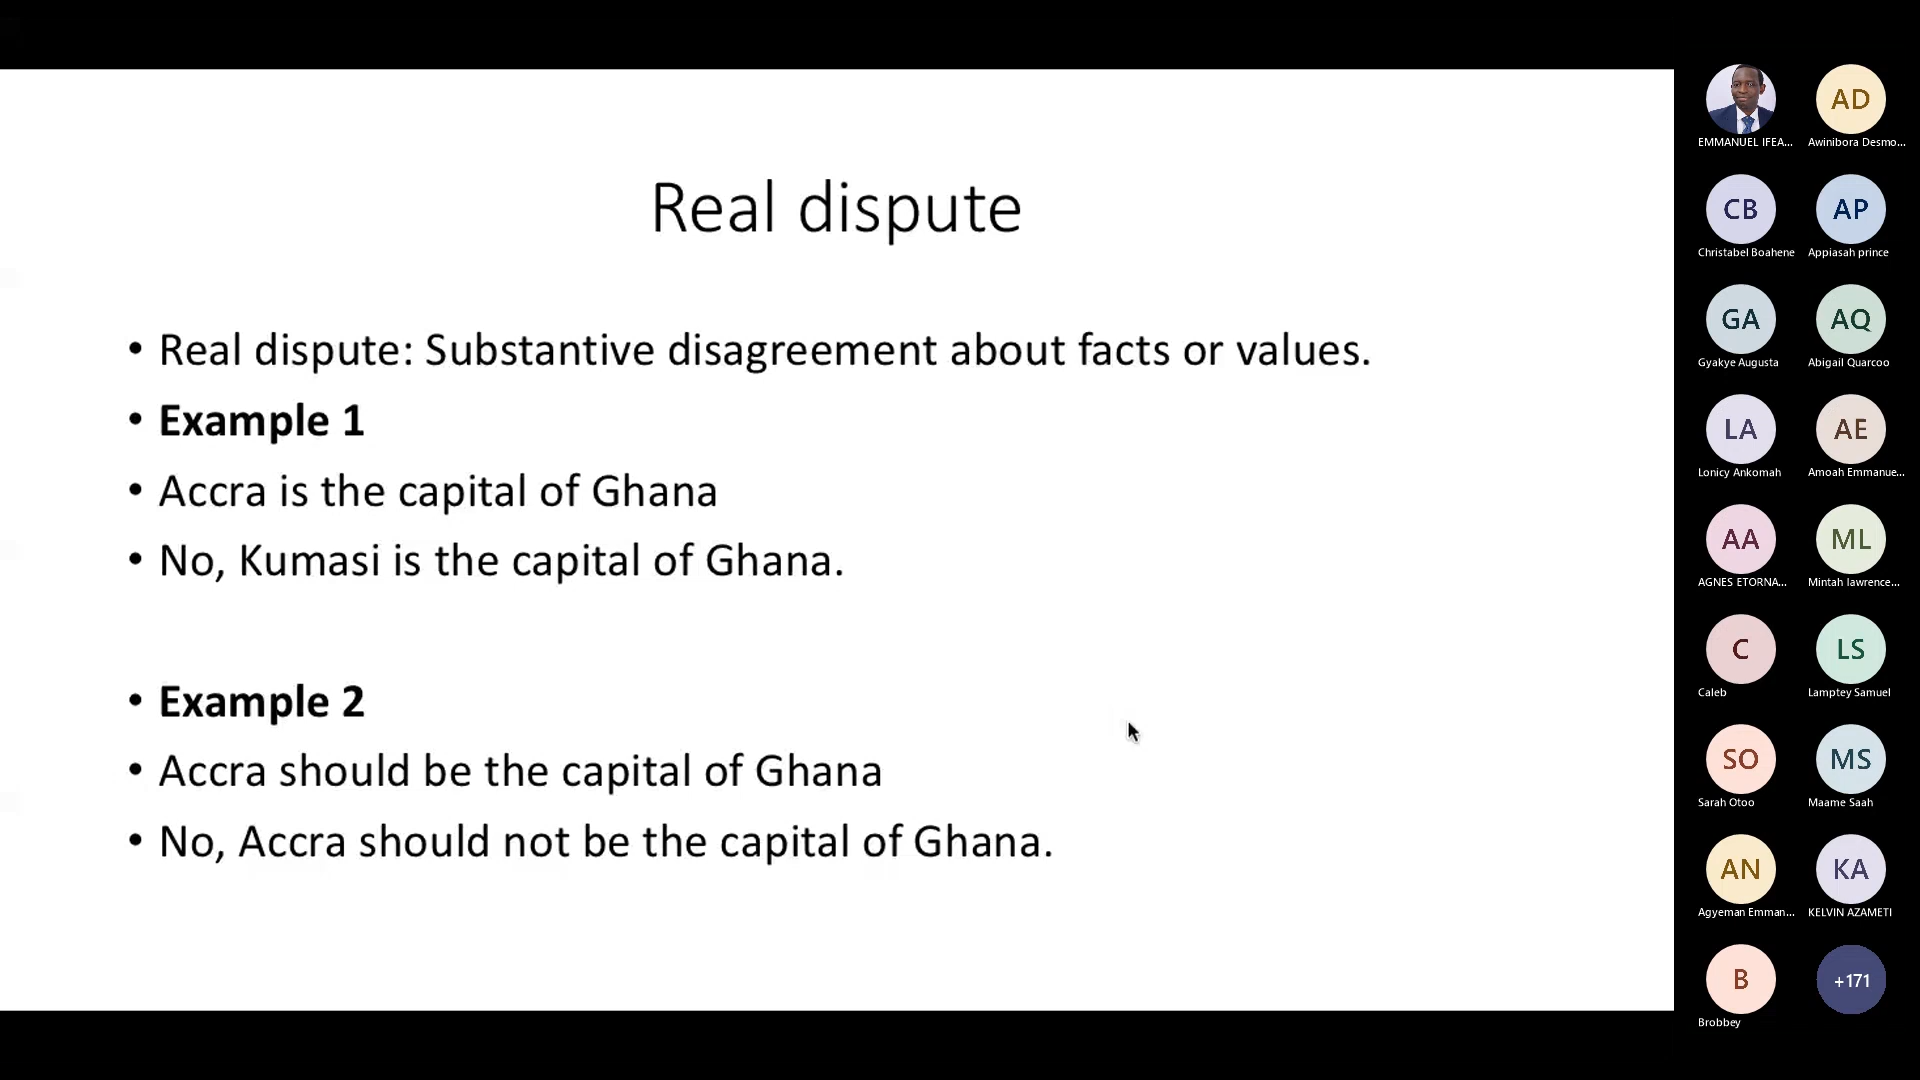 Real dispute
• Real dispute: Substantive disagreement about facts or values.
• Example 1
• Accra is the capital of Ghana
• No, Kumasi is the capital of Ghana.
• Example 2
• Accra should be the capital of Ghana
• No, Accra should not be the capital of Ghana.
AD
EMMANUEL IFEA...
Awinibora Desmo...
CB
AP
Christabel Boahene
Appiasah prince
GA
AQ
Gyakye Augusta
Abigail Quarcoo
LA
AE
Lonicy Ankomah
Amoah Emmanue...
AA
ML
AGNES ETORNA...
Mintah lawrence...
C
LS
Caleb
Lamptey Samuel
SO
MS
Sarah Otoo
Maame Saah
AN
KA
Agyeman Emman...
KELVIN AZAMETI
B
+171
Brobbey